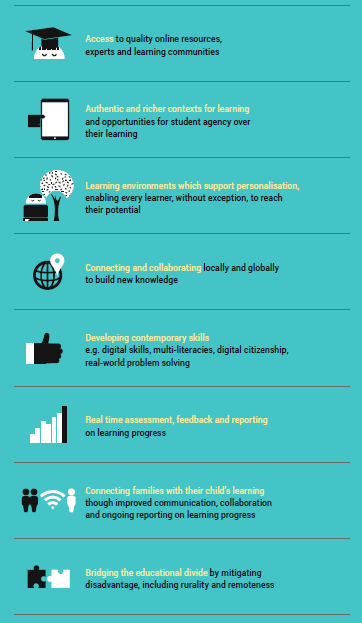 Access to quality online resources,
experts and learning communities
Authentic and richer contexts for learning
and opportunities for student agency over
their learning
Learning environments which support personalisation,
enabling every learner, without exception, to reach
their potential
Connecting and collaborating locally and globally
to build new knowledge
Developing contemporary skills
e.g. digital skills, multi-literacies, digital citizenship,
real-world problem solving
Real time assessment, feedback and reporting
on learning progress
Connecting families with their child's learning
though improved communication, collaboration
and ongoing reporting on learning progress
Bridging the educational divide by mitigating
disadvantage, including rurality and remoteness